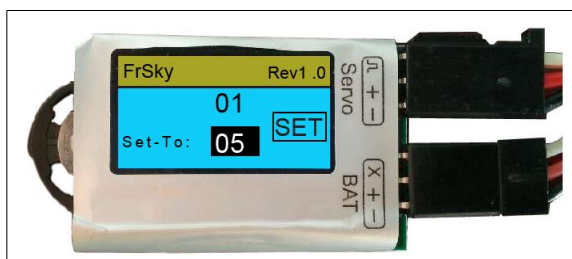 FrSky Rev1 .0
01
Set-To: 05 SET
Servo
+ -
BAT
X + -